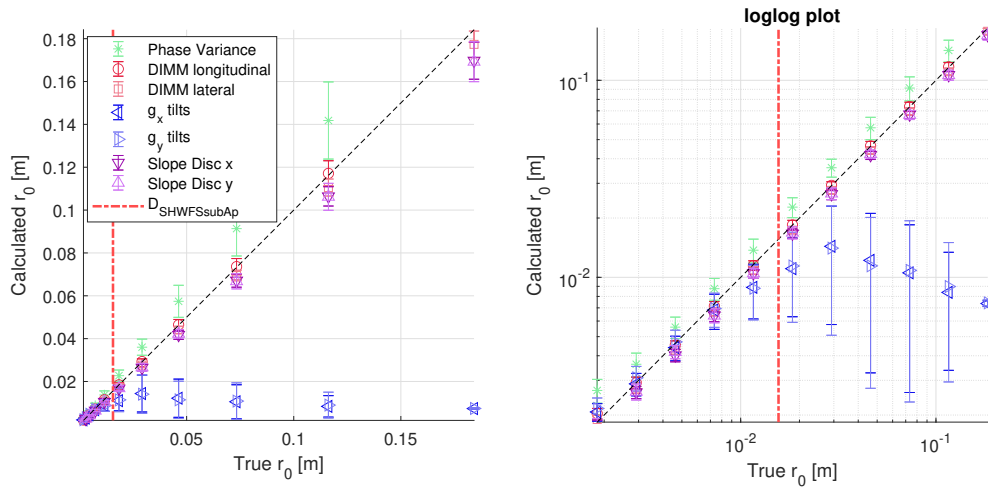 0.18
0.16
0.14
0.12
0.1
0.08
0.06
0.04
0.02
Calculated r_0 [m]
Phase Variance
DIMM longitudinal
DIMM lateral
g_x tilts
g_y tilts
Slope Disc x
Slope Disc y
D_SHWFSsubAp
0.05
0.1
0.15
True r_0 [m]
loglog plot
10^-1
10^-2
Calculated r_0 [m]
10^-2
10^-1
True r_0 [m]